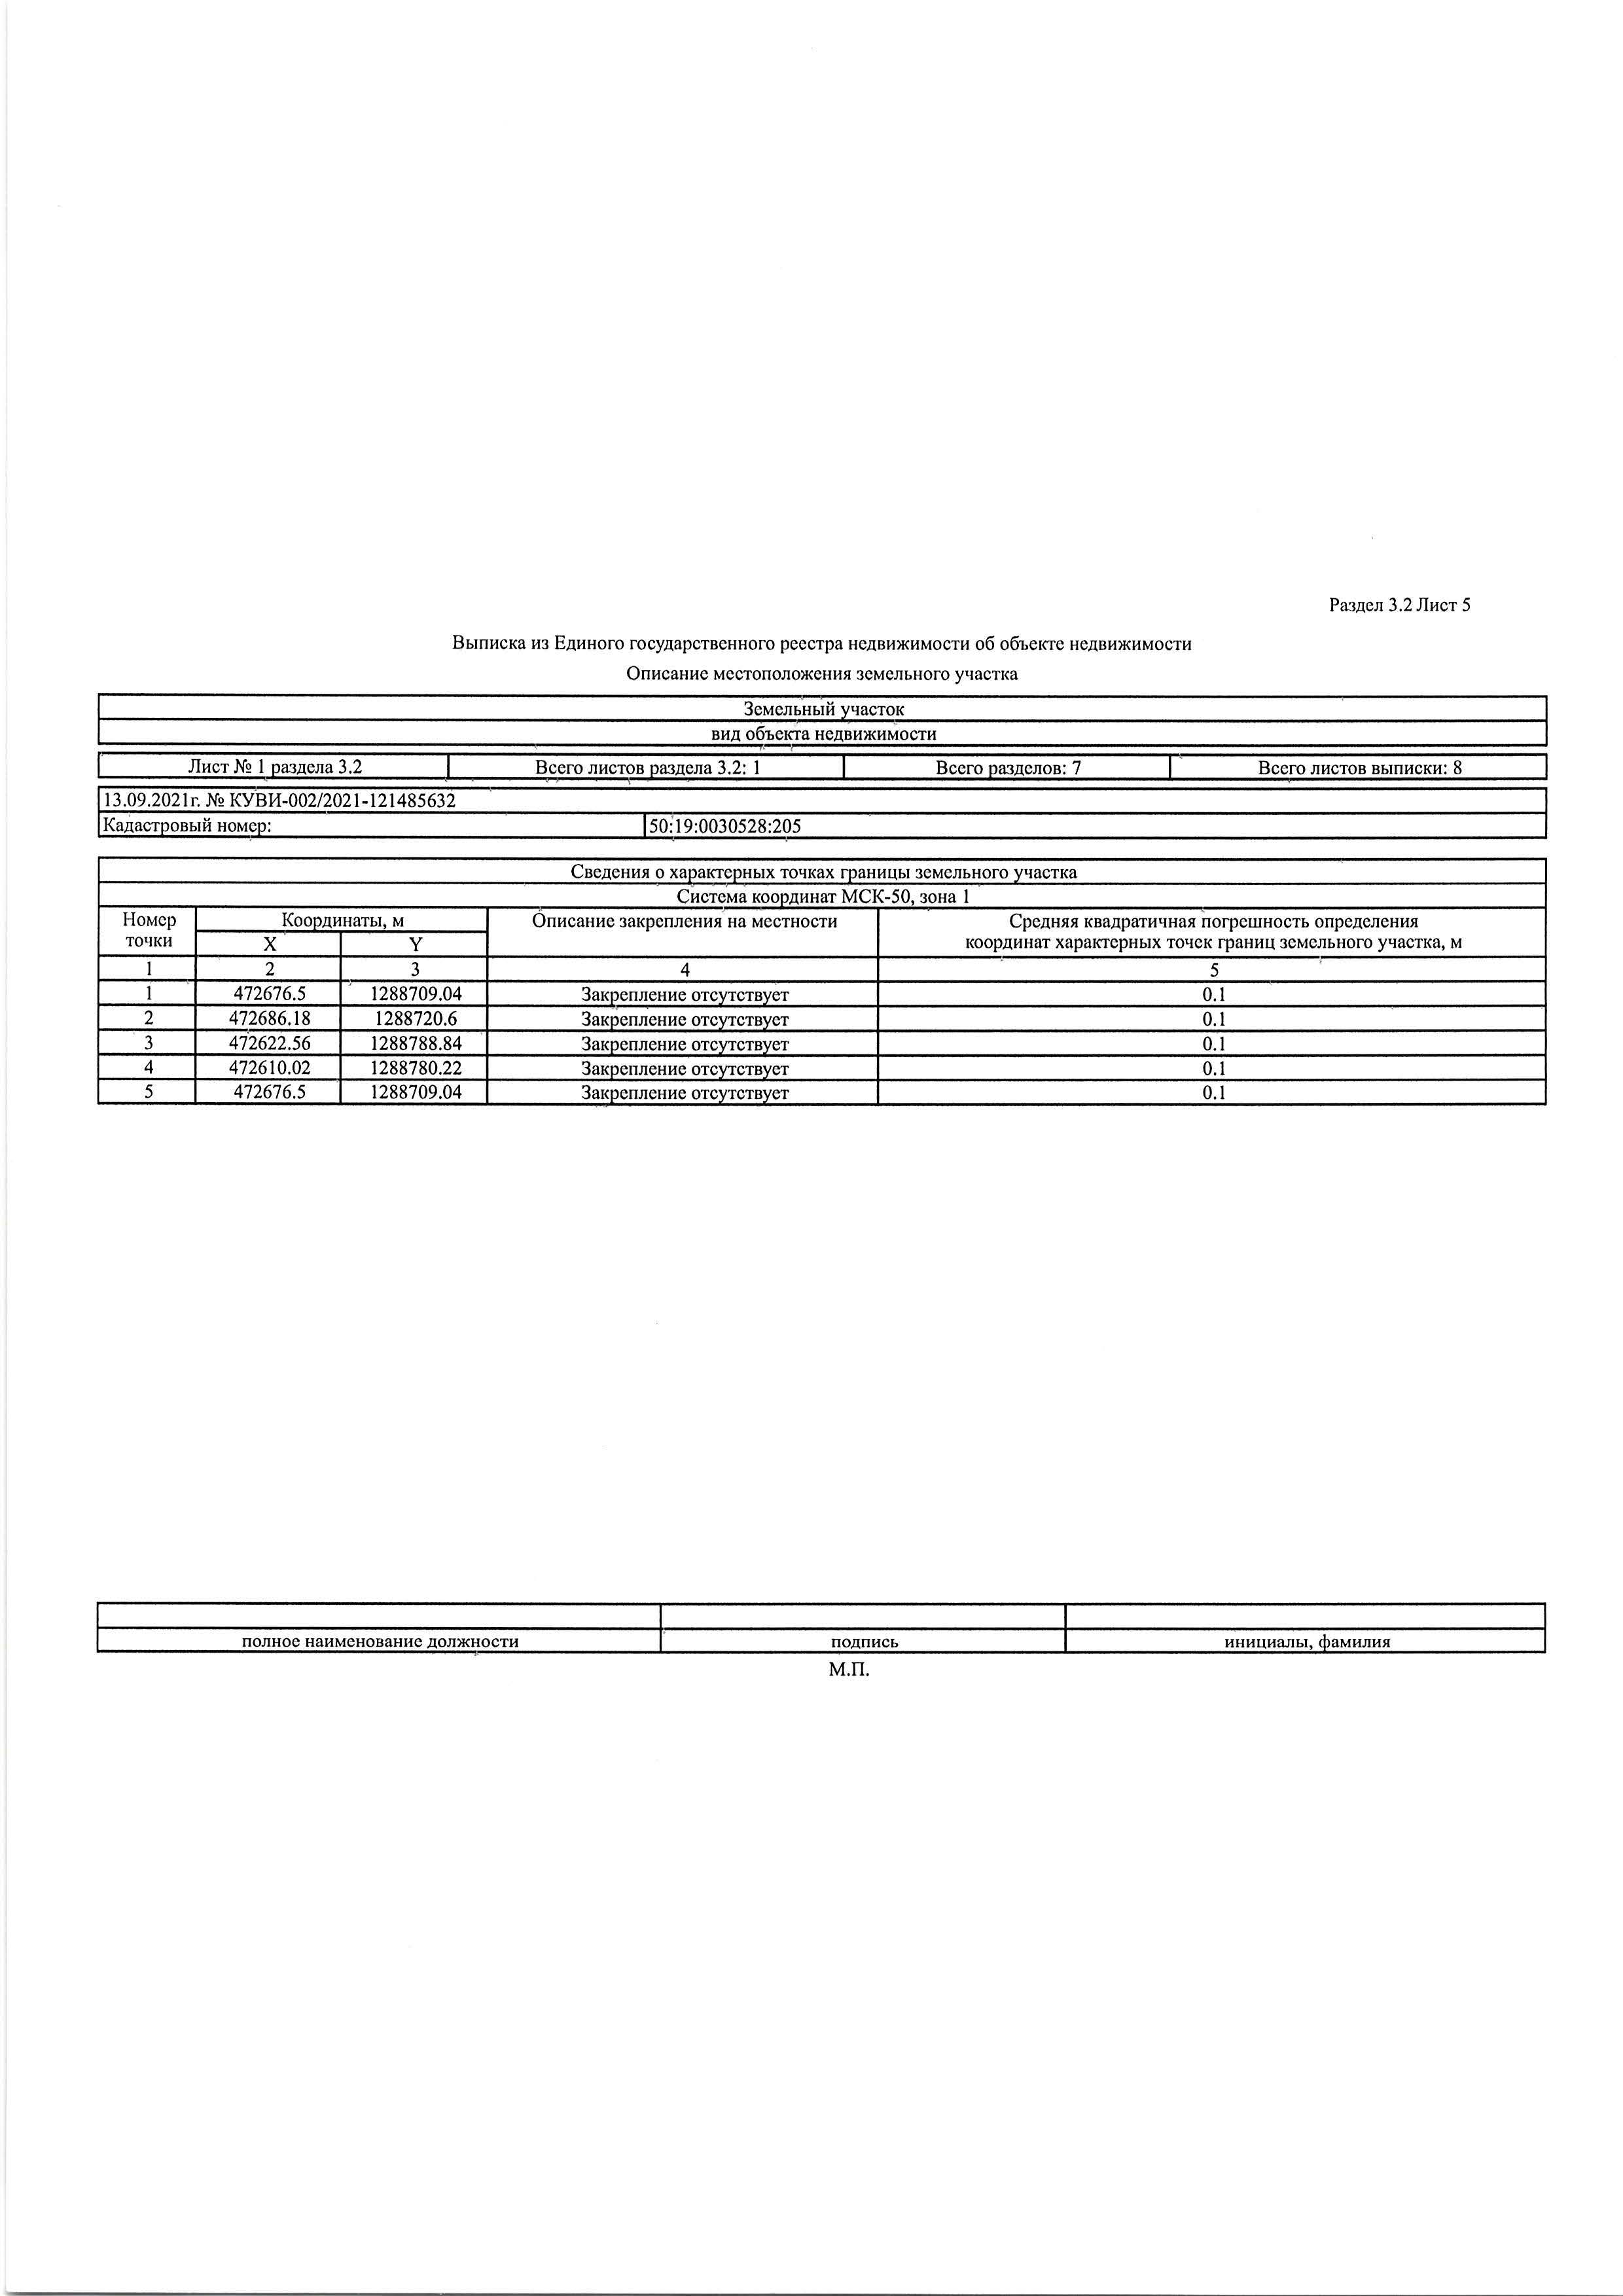 Раздел 3.2 Лист 5
Выписка из Единого государственного реестра недвижимости об объекте недвижимости
Описание местоположения земельного участка
Земельный участок
вид объекта недвижимости
Лист № 1 раздела 3.2 Всего листов раздела 3.2: 1 Всего разделов: 7 Всего листов выписки: 8
13.09.2021г. № КУВИ-002/2021-121485632
Кадастровый номер: 50:19:0030528:205
Сведения о характерных точках границы земельного участка
Система координат МСК-50, зона 1
Номер точки Координаты, м Описание закрепления на местности Средняя квадратичная погрешность определения координат характерных точек границ земельного участка, м
X Y
1 2 3 4 5
1 472676.5 1288709.04 Закрепление отсутствует 0.1
2 472686.18 1288720.6 Закрепление отсутствует 0.1
3 472622.56 1288788.84 Закрепление отсутствует 0.1
4 472610.02 1288780.22 Закрепление отсутствует 0.1
5 472676.5 1288709.04 Закрепление отсутствует 0.1
полное наименование должности подпись инициалы, фамилия
М.П.